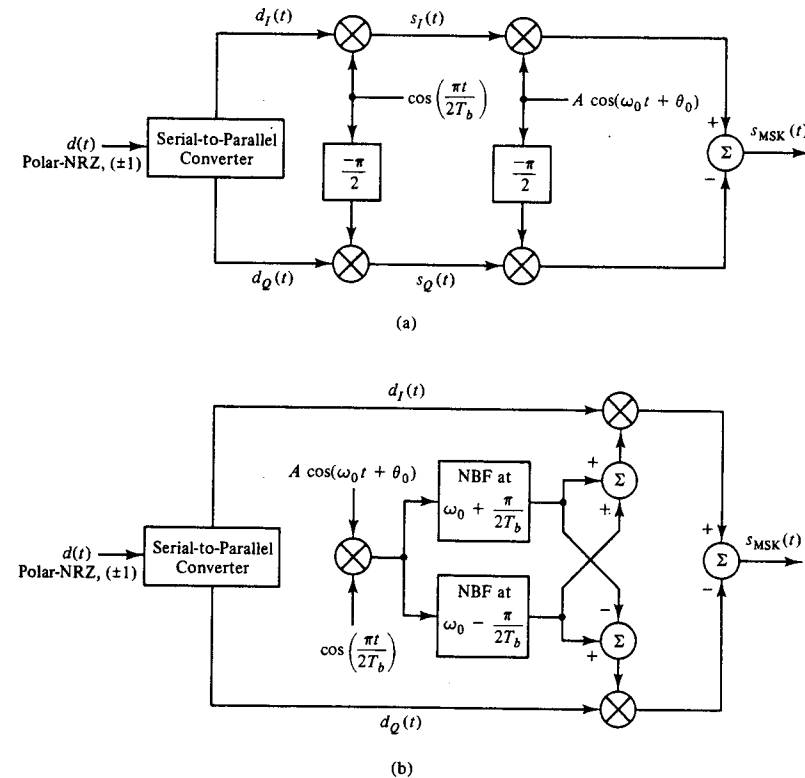 d_I(t)
s_I(t)
cos(πt/2T_b)
A cos(ω_0 t + θ_0)
d(t)
Polar-NRZ, (±1)
Serial-to-Parallel
Converter
−π/2
−π/2
+
Σ
−
s_MSK(t)
d_Q(t)
s_Q(t)
(a)
d_I(t)
A cos(ω_0 t + θ_0)
NBF at
ω_0 + π/2T_b
+
Σ
+
d(t)
Polar-NRZ, (±1)
Serial-to-Parallel
Converter
+
Σ
−
s_MSK(t)
NBF at
ω_0 − π/2T_b
−
Σ
+
cos(πt/2T_b)
d_Q(t)
(b)